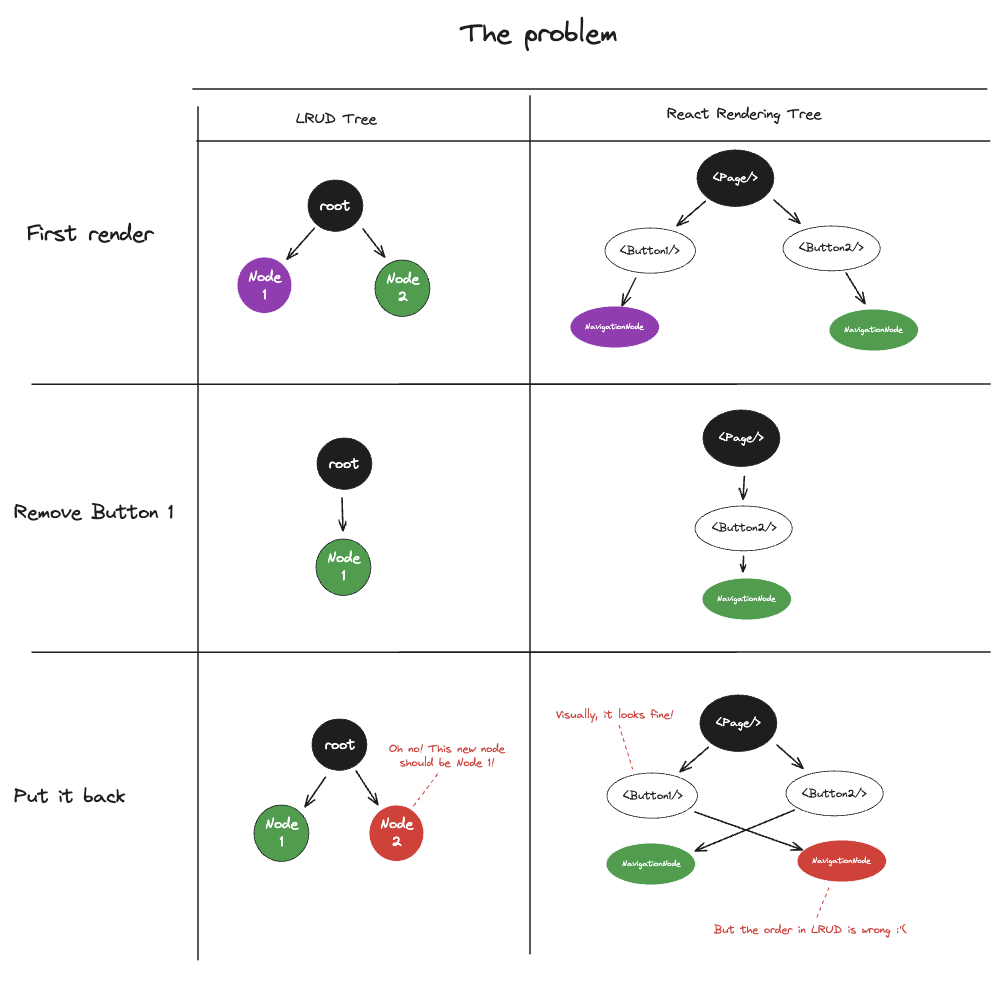 The problem
LRUD Tree
React Rendering Tree
First render
root
Node
1
Node
2
<Page/>
<Button1/>
<Button2/>
NavigationNode
NavigationNode
Remove Button 1
root
Node
1
<Page/>
<Button2/>
NavigationNode
Put it back
root
Oh no! This new node
should be Node 1!
Node
1
Node
2
Visually, it looks fine!
<Page/>
<Button1/>
<Button2/>
NavigationNode
NavigationNode
But the order in LRUD is wrong :'(